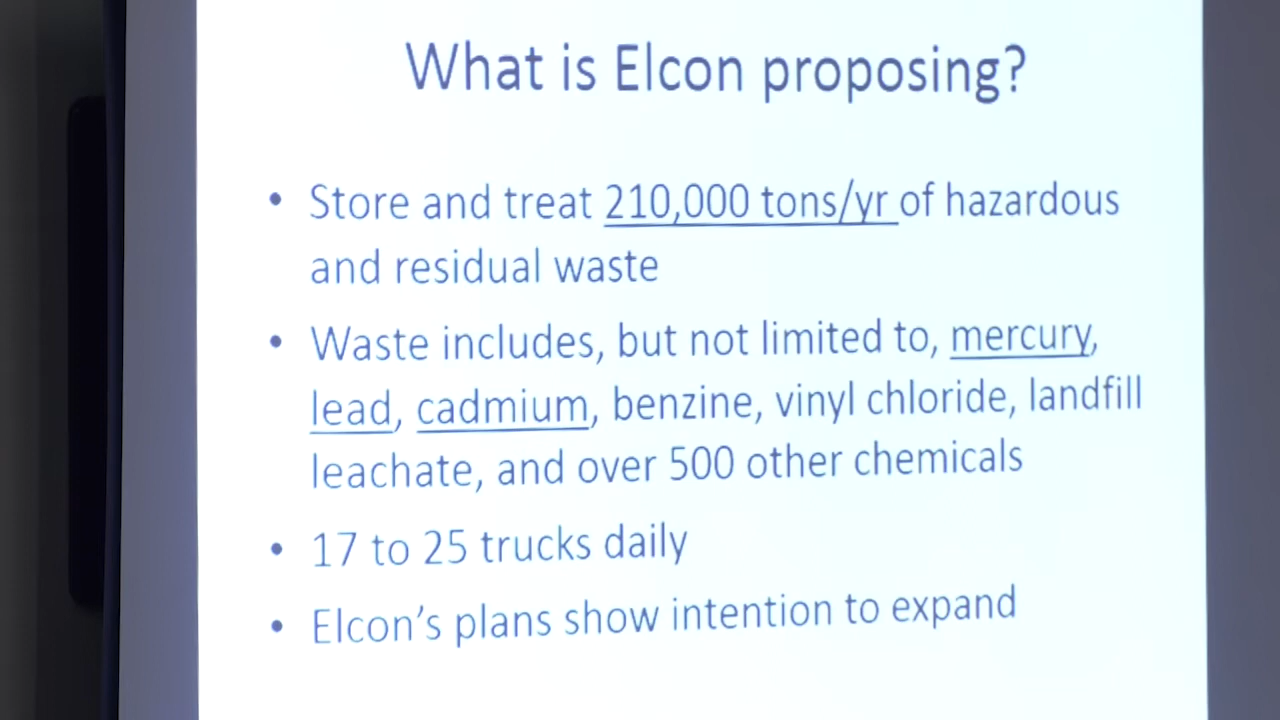 What is Elcon proposing?
• Store and treat 210,000 tons/yr of hazardous
and residual waste
• Waste includes, but not limited to, mercury,
lead, cadmium, benzine, vinyl chloride, landfill
leachate, and over 500 other chemicals
• 17 to 25 trucks daily
• Elcon's plans show intention to expand